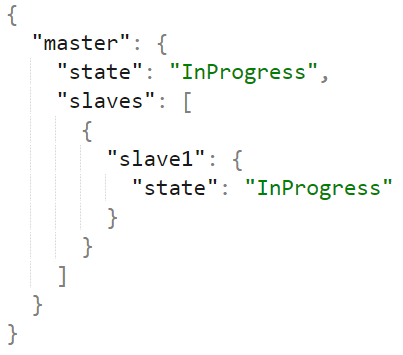 {
  "master": {
    "state": "InProgress",
    "slaves": [
      {
        "slave1": {
          "state": "InProgress"
        }
      }
    ]
  }
}